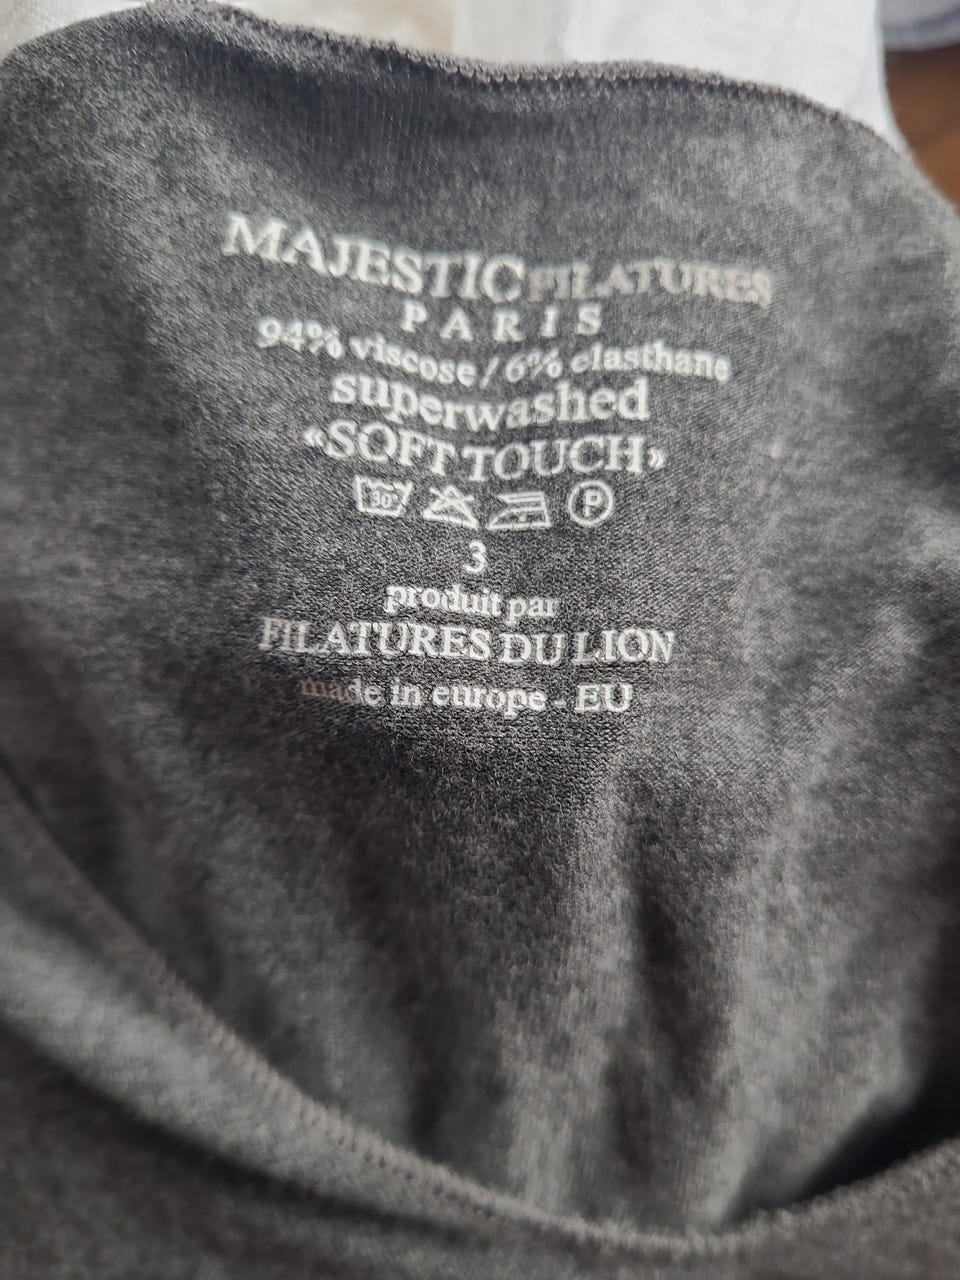 MAJESTIC FILATURES
PARIS
94% viscose / 6% elasthane
superwashed
«SOFT TOUCH»
30° P
3
produit par
FILATURES DU LION
made in europe - EU